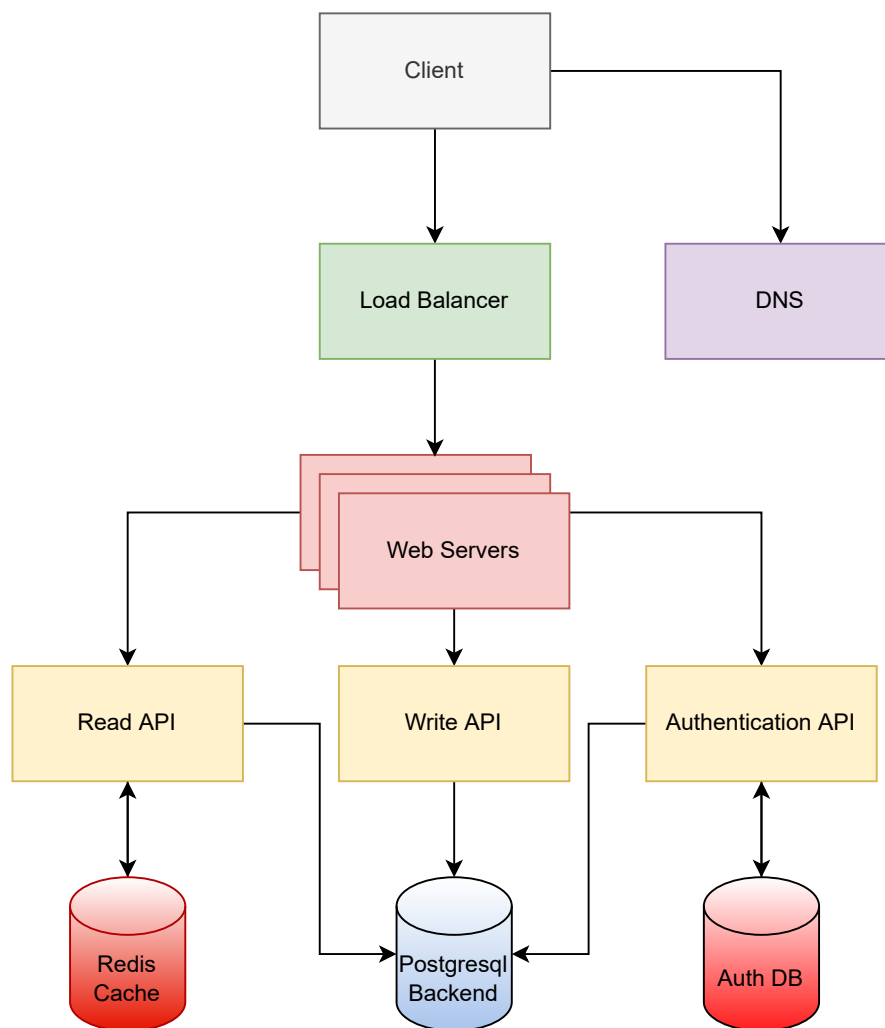 Client
Load Balancer
DNS
Web Servers
Read API
Write API
Authentication API
Redis
Cache
Postgresql
Backend
Auth DB